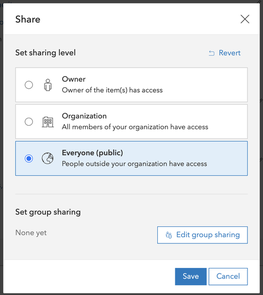 Share
Set sharing level
Revert
Owner
Owner of the item(s) has access
Organization
All members of your organization have access
Everyone (public)
People outside your organization have access
Set group sharing
None yet
Edit group sharing
Save
Cancel